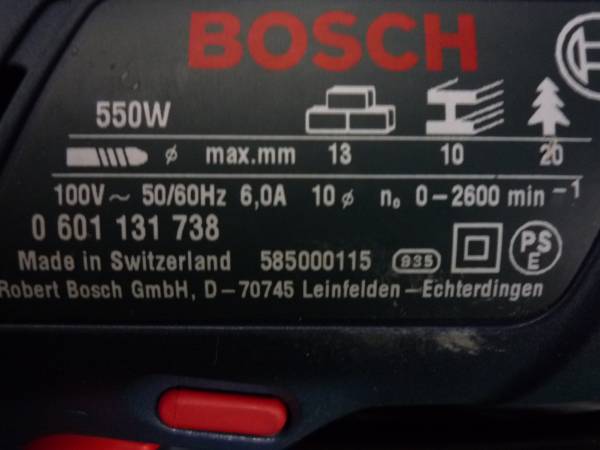 BOSCH
550W
ø max.mm 13 10 20
100V~ 50/60Hz 6,0A 10 ø n₀ 0-2600 min⁻¹
0 601 131 738
Made in Switzerland 585000115 935 PSE
Robert Bosch GmbH, D-70745 Leinfelden-Echterdingen